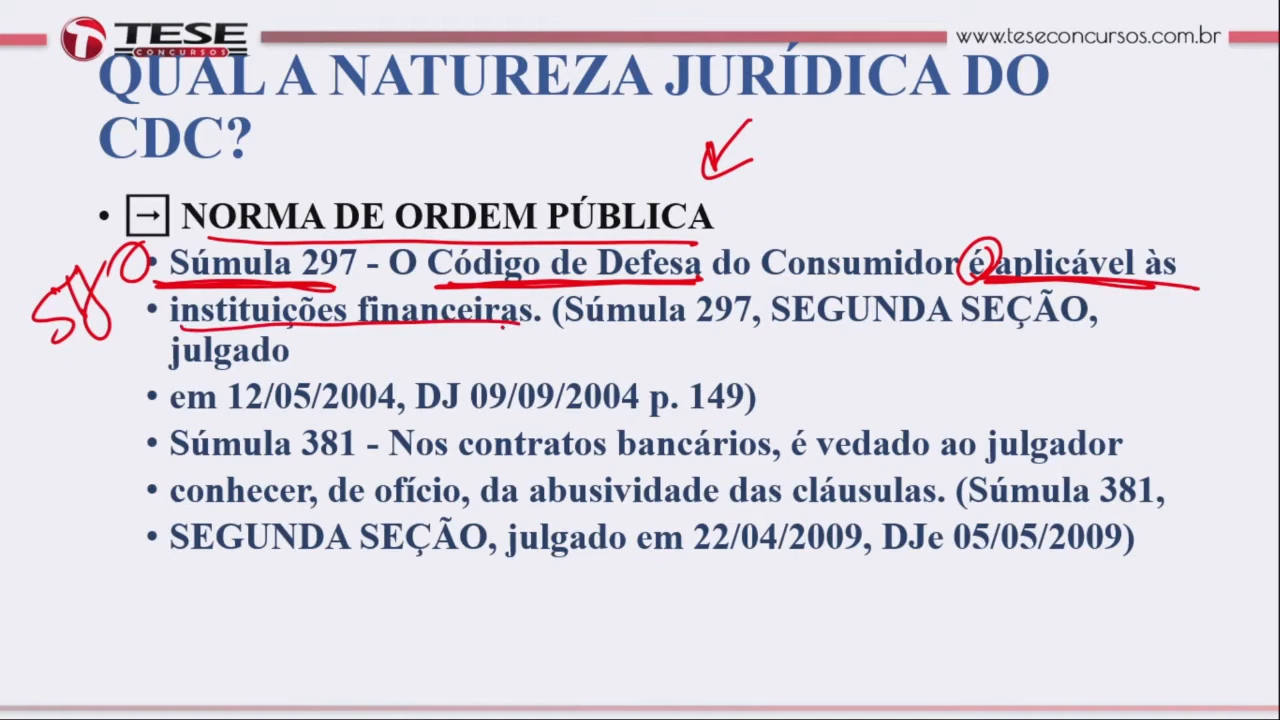 TESE
CONCURSOS
www.teseconcursos.com.br
QUAL A NATUREZA JURÍDICA DO
CDC?
• → NORMA DE ORDEM PÚBLICA
• Súmula 297 - O Código de Defesa do Consumidor é aplicável às
• instituições financeiras. (Súmula 297, SEGUNDA SEÇÃO,
julgado
• em 12/05/2004, DJ 09/09/2004 p. 149)
• Súmula 381 - Nos contratos bancários, é vedado ao julgador
• conhecer, de ofício, da abusividade das cláusulas. (Súmula 381,
• SEGUNDA SEÇÃO, julgado em 22/04/2009, DJe 05/05/2009)